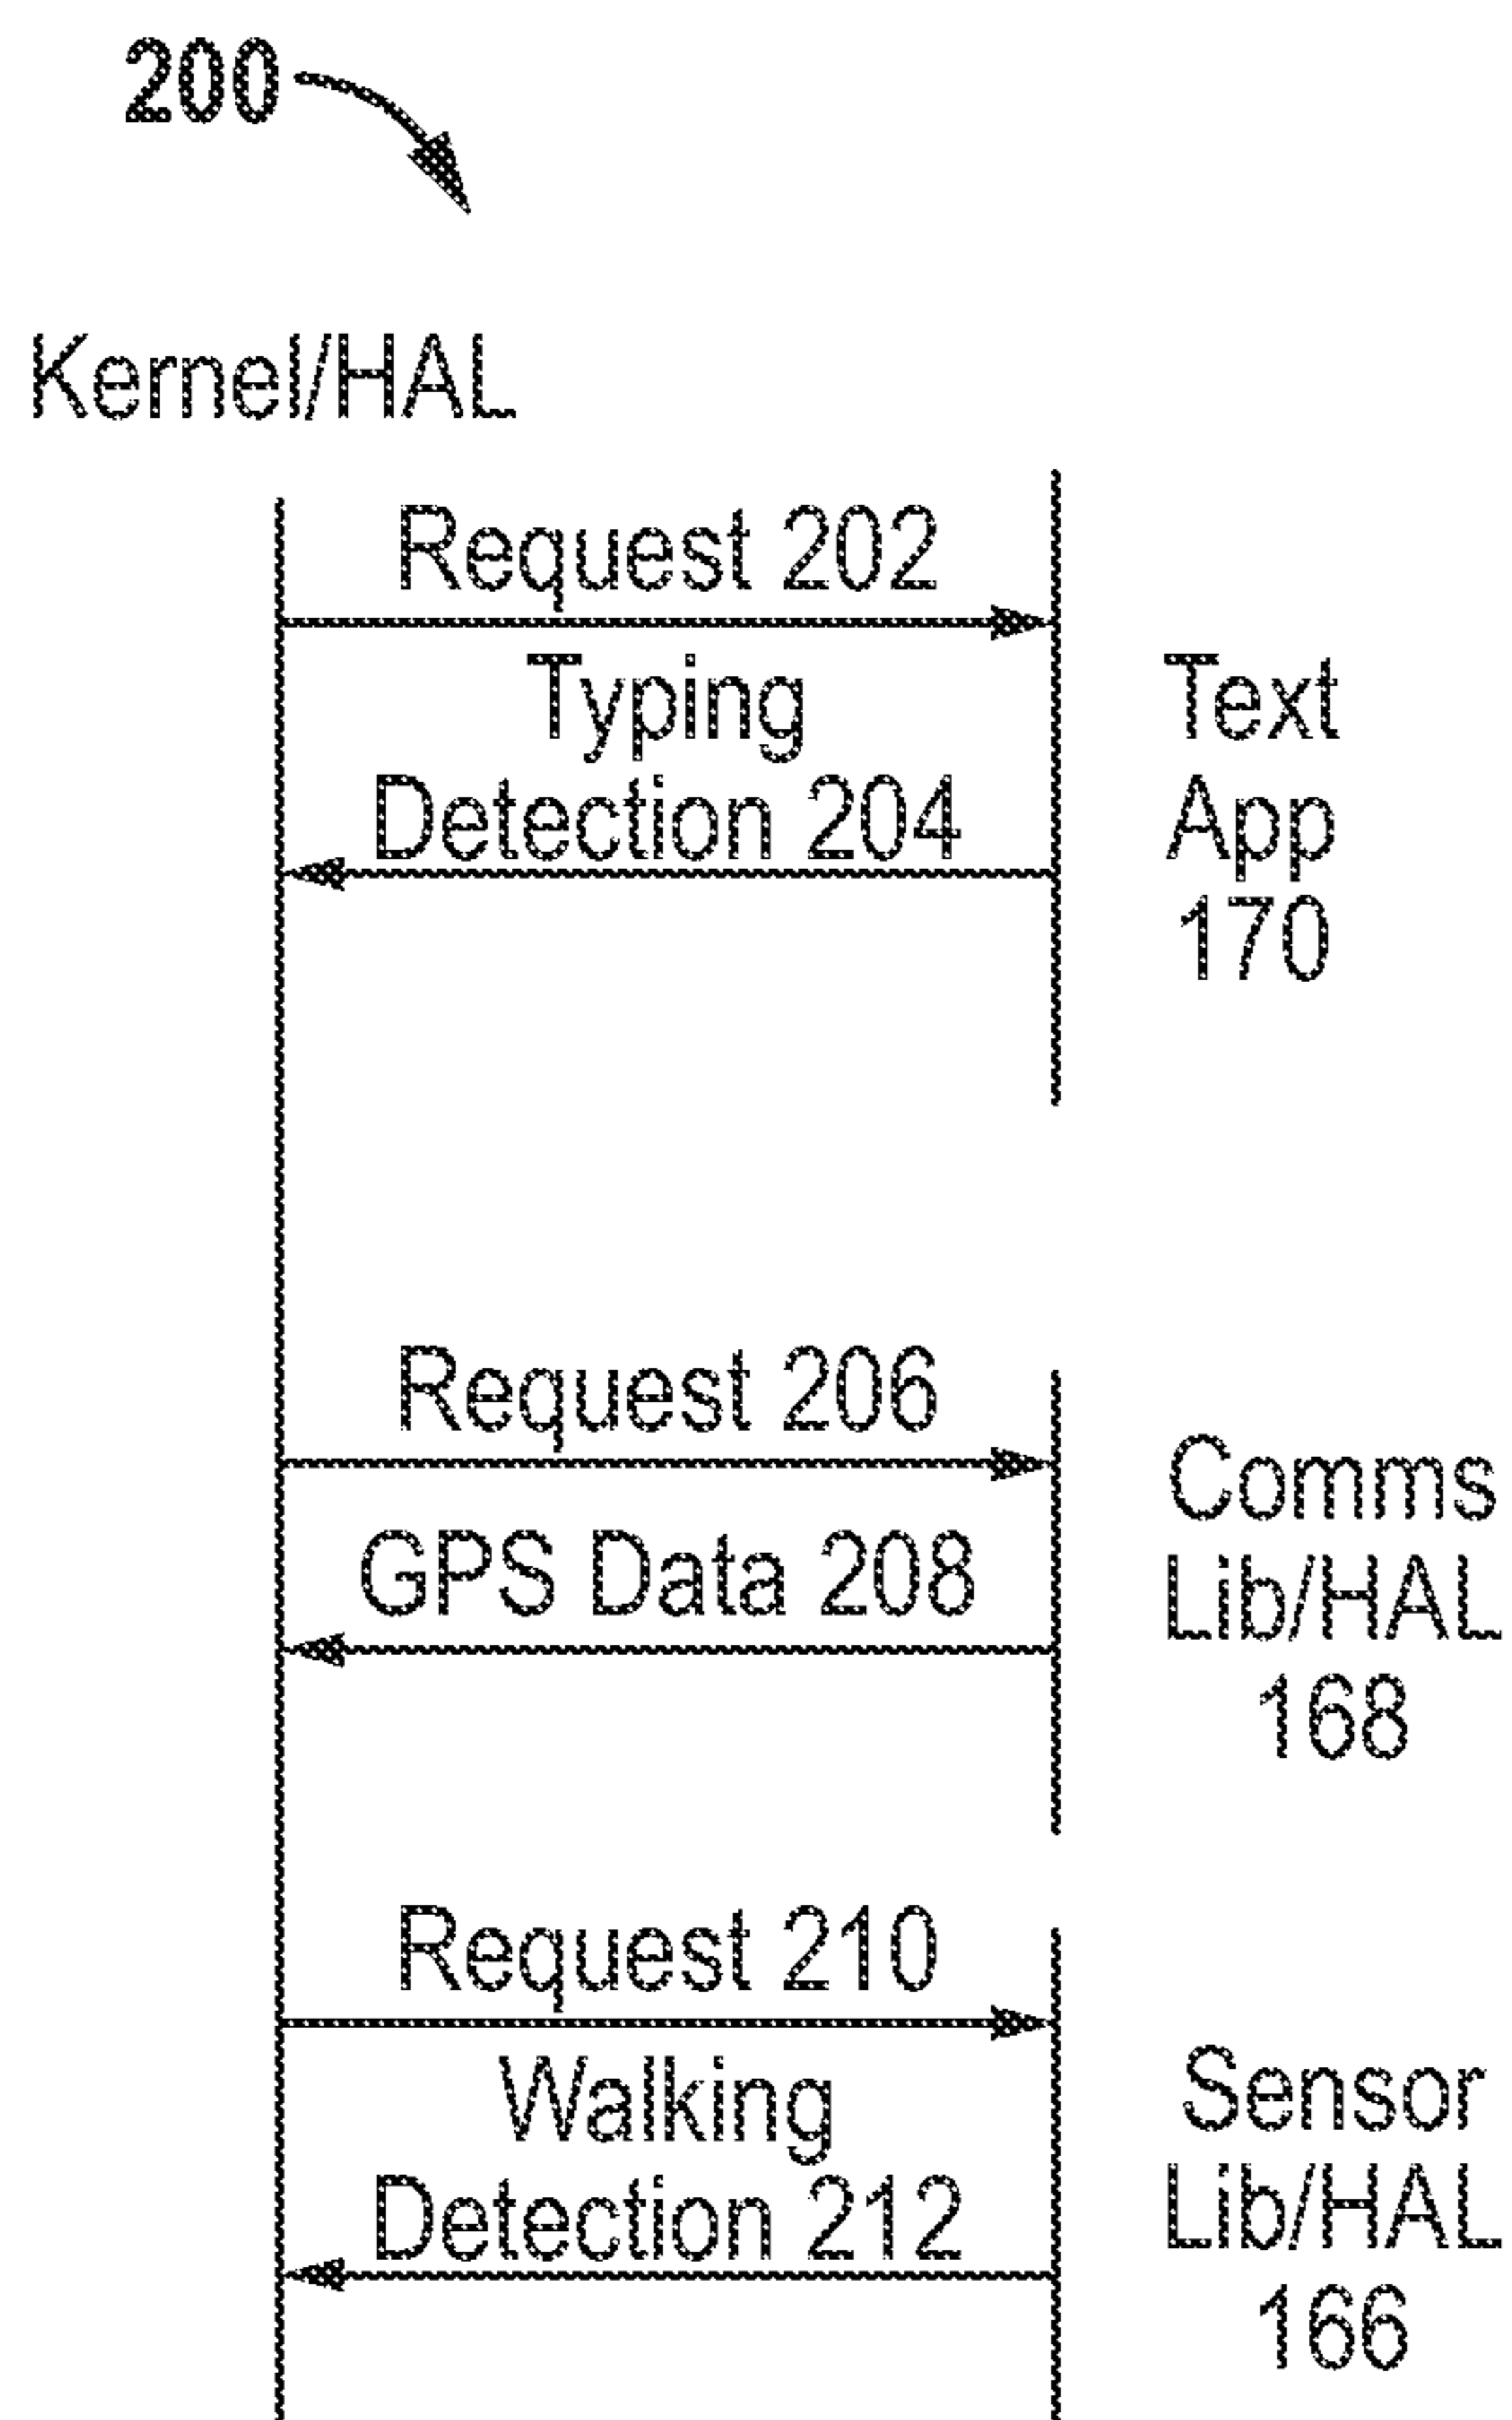 200
Kernel/HAL
Request 202
Typing
Detection 204
Text
App
170
Request 206
GPS Data 208
Comms
Lib/HAL
168
Request 210
Walking
Detection 212
Sensor
Lib/HAL
166